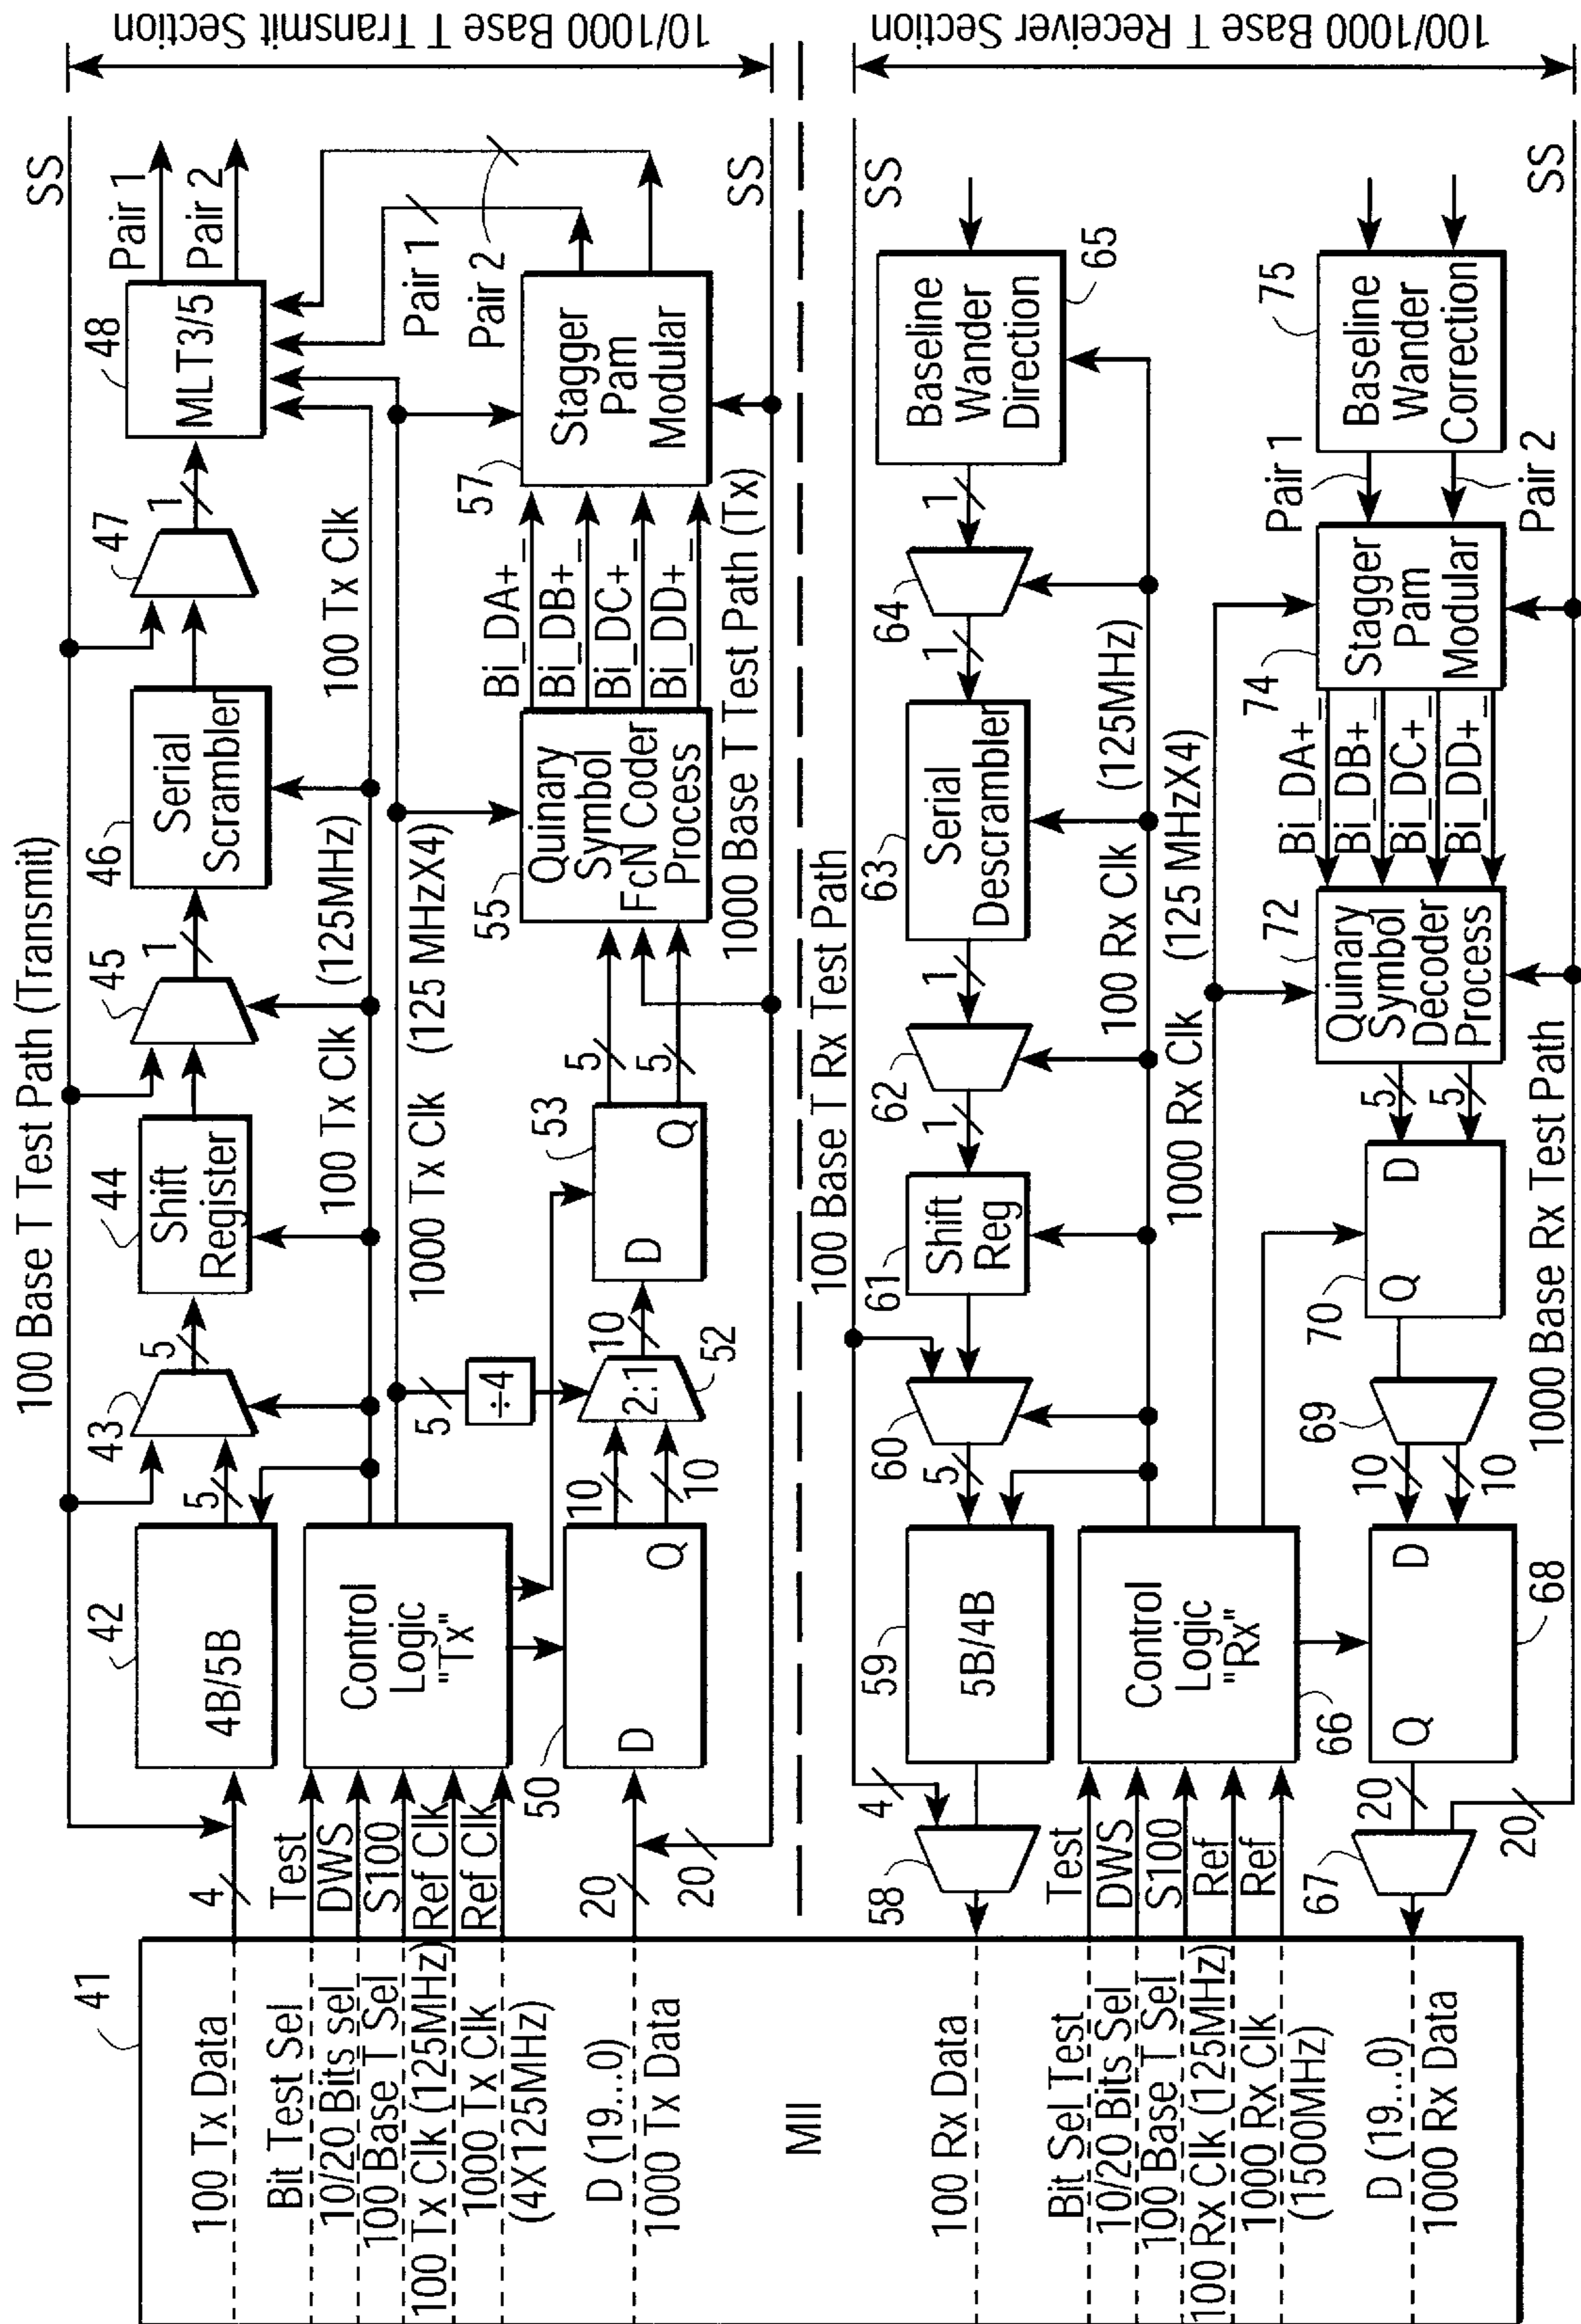 10/1000 Base T Transmit Section
100/1000 Base T Receiver Section
100 Base T Test Path (Transmit)
SS
41
100 Tx Data
4
42
4B/5B
5
43
5
44
Shift
Register
45
1
46
Serial
Scrambler
47
1
48
MLT3/5
Pair 1
Pair 2
Bit Test Sel
Test
10/20 Bits sel
DWS
100 Base T Sel
S100
100 Tx Clk (125MHz)
Ref Clk
1000 Tx Clk
(4X125MHz)
Ref Clk
Control
Logic
"Tx"
100 Tx Clk
(125MHz)
100 Tx Clk
1000 Tx Clk
(125 MHzX4)
Pair 1
Pair 2
5
÷4
D (19...0)
1000 Tx Data
20
20
50
D
Q
10
10
2:1
52
10
53
D
Q
5
5
55
Quinary
Symbol
FcN Coder
Process
Bi_DA+_
Bi_DB+_
Bi_DC+_
Bi_DD+_
57
Stagger
Pam
Modular
1000 Base T Test Path (Tx)
SS
MII
100 Base T Rx Test Path
SS
100 Rx Data
58
4
59
5B/4B
5
60
61
Shift
Reg
1
62
1
63
Serial
Descrambler
1
64
1
Baseline
Wander
Direction
65
Bit Sel Test
Test
10/20 Bits Sel
DWS
100 Base T Sel
S100
100 Rx Clk (125MHz)
Ref
1000 Rx Clk
(1500MHz)
Ref
Control
Logic
"Rx"
66
100 Rx Clk
(125MHz)
1000 Rx Clk
(125 MHzX4)
D (19...0)
1000 Rx Data
67
20
20
Q
D
68
10
10
69
70
Q
D
5
5
72
Quinary
Symbol
Decoder
Process
Bi_DA+_
Bi_DB+_
Bi_DC+_
Bi_DD+_
74
Stagger
Pam
Modular
Pair 1
Pair 2
75
Baseline
Wander
Correction
1000 Base Rx Test Path
SS